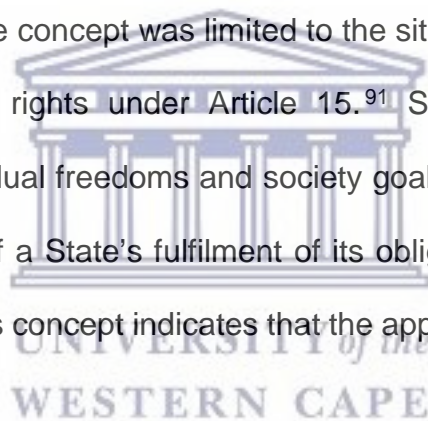 e concept was limited to the sit
rights under Article 15.⁹¹ S
dual freedoms and society goal
f a State's fulfilment of its oblig
s concept indicates that the app
UNIVERSITY of the
WESTERN CAPE